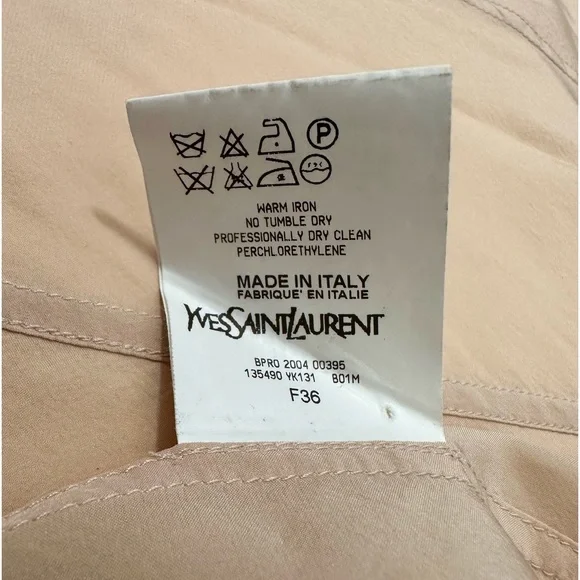 P
WARM IRON
NO TUMBLE DRY
PROFESSIONALLY DRY CLEAN
PERCHLORETHYLENE
MADE IN ITALY
FABRIQUE' EN ITALIE
YVESSAINTLAURENT
BPRO 2004 00395
135490 YK131 B01M
F36